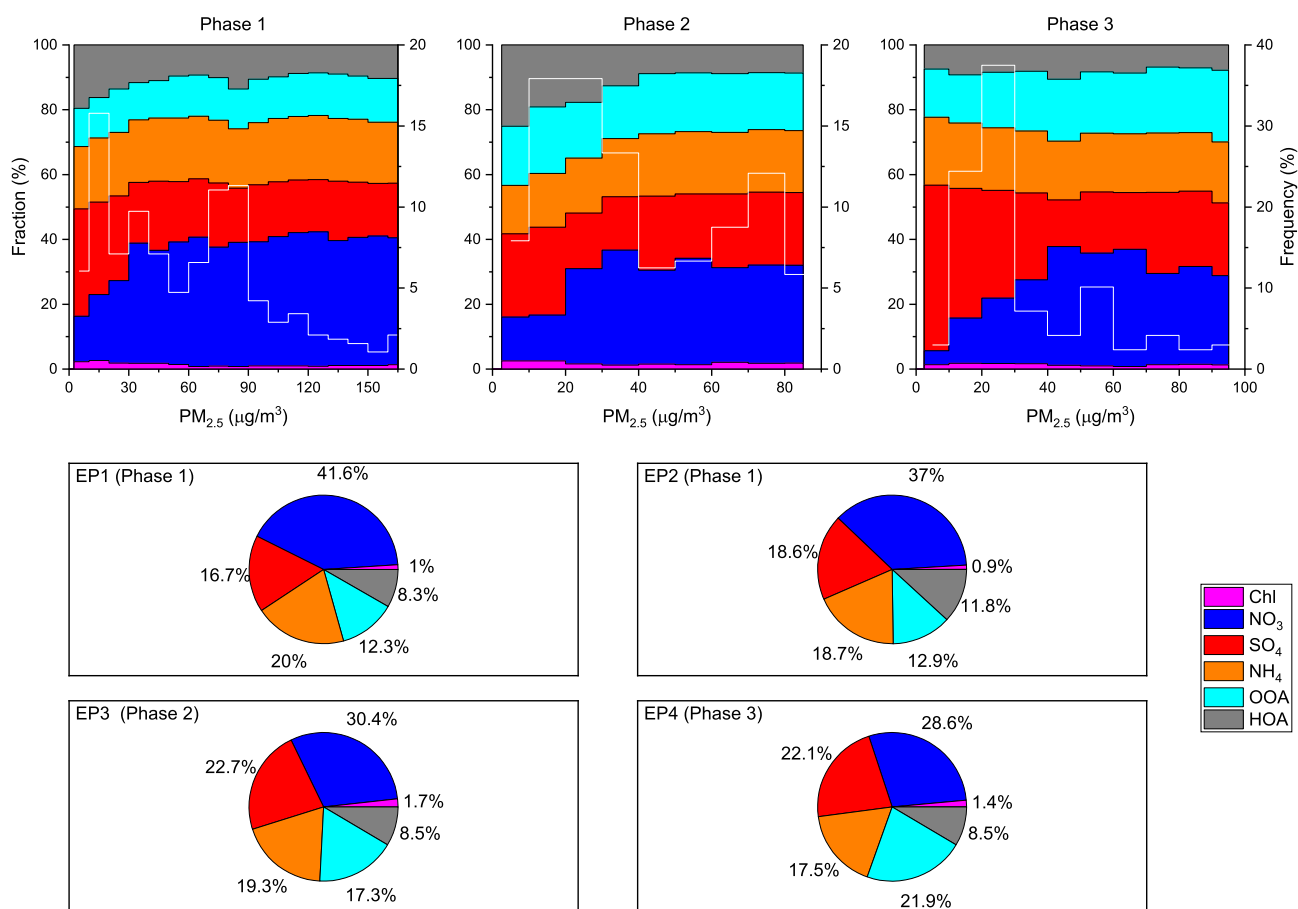 Phase 1
Phase 2
Phase 3
100
80
60
40
20
0
Fraction (%)
20
15
10
5
0
0 30 60 90 120 150
PM2.5 (μg/m3)
100
80
60
40
20
0
20
15
10
5
0
0 20 40 60 80
PM2.5 (μg/m3)
100
80
60
40
20
0
40
30
20
10
0
Frequency (%)
0 20 40 60 80 100
PM2.5 (μg/m3)
EP1 (Phase 1)
41.6%
16.7%
1%
8.3%
12.3%
20%
EP2 (Phase 1)
37%
18.6%
0.9%
11.8%
18.7%
12.9%
EP3 (Phase 2)
30.4%
22.7%
1.7%
8.5%
19.3%
17.3%
EP4 (Phase 3)
28.6%
22.1%
1.4%
8.5%
17.5%
21.9%
Chl
NO3
SO4
NH4
OOA
HOA